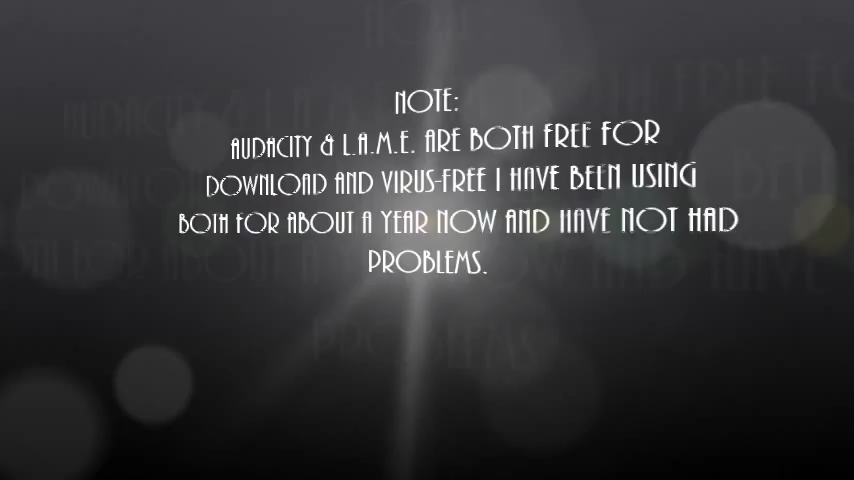 NOTE:
AUDACITY & L.A.M.E. ARE BOTH FREE FOR
DOWNLOAD AND VIRUS-FREE I HAVE BEEN USING
BOTH FOR ABOUT A YEAR NOW AND HAVE NOT HAD
PROBLEMS.